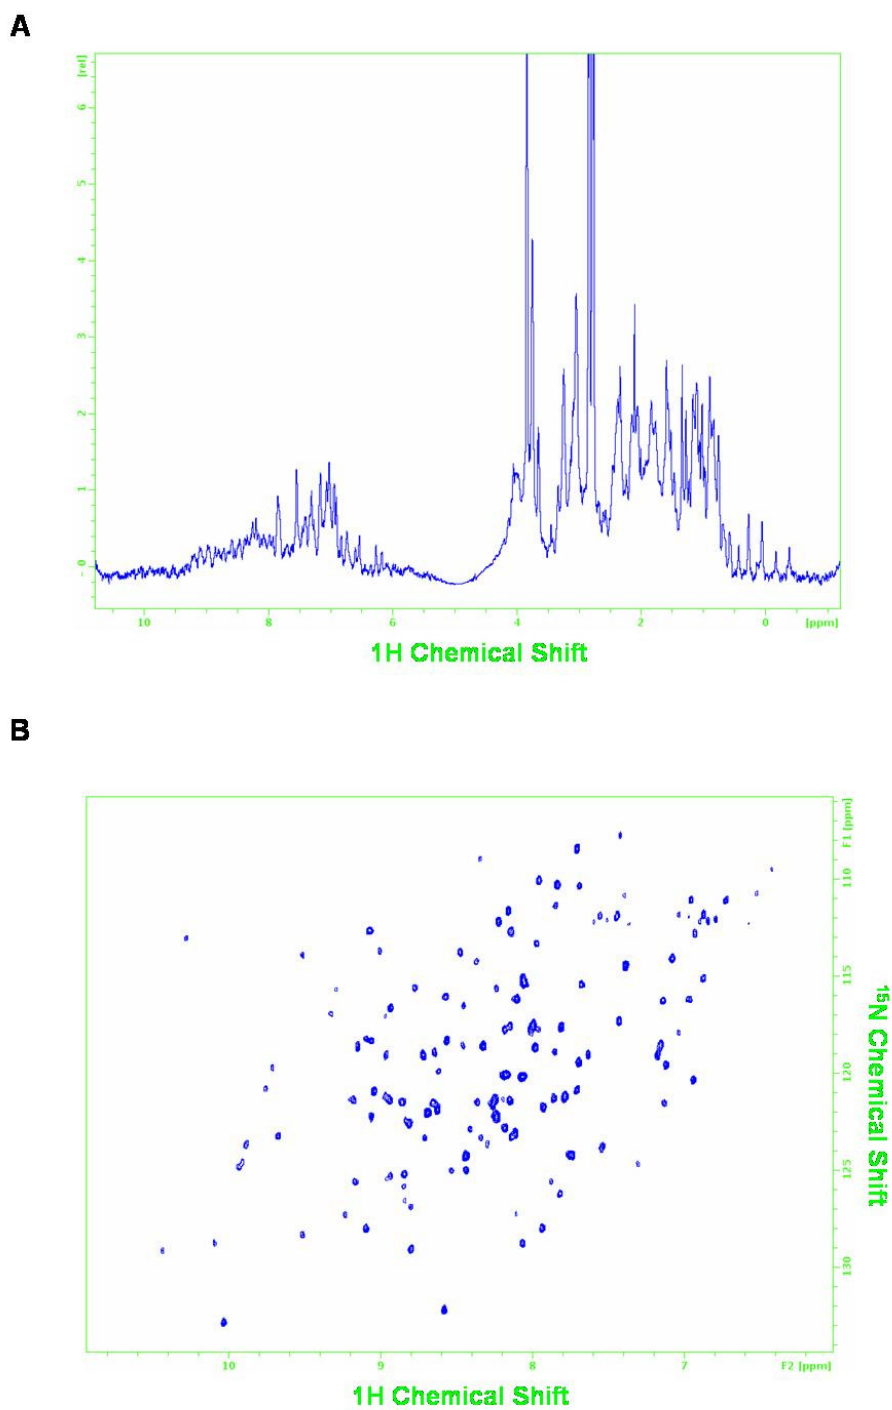 A
[rel]
6
5
4
3
2
1
- 0
10 8 6 4 2 0 [ppm]
1H Chemical Shift
B
F1 [ppm]
110
115
120
125
130
15N Chemical Shift
10 9 8 7 F2 [ppm]
1H Chemical Shift